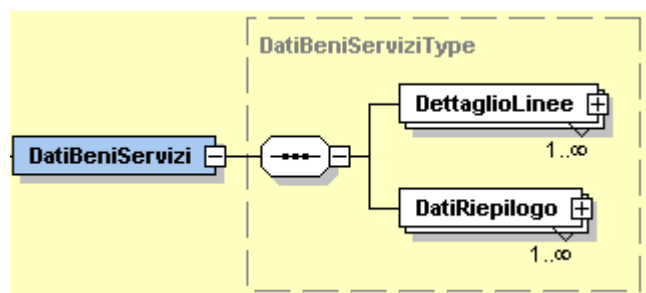 DatiBeniServiziType
DettaglioLinee
1..∞
DatiBeniServizi
DatiRiepilogo
1..∞